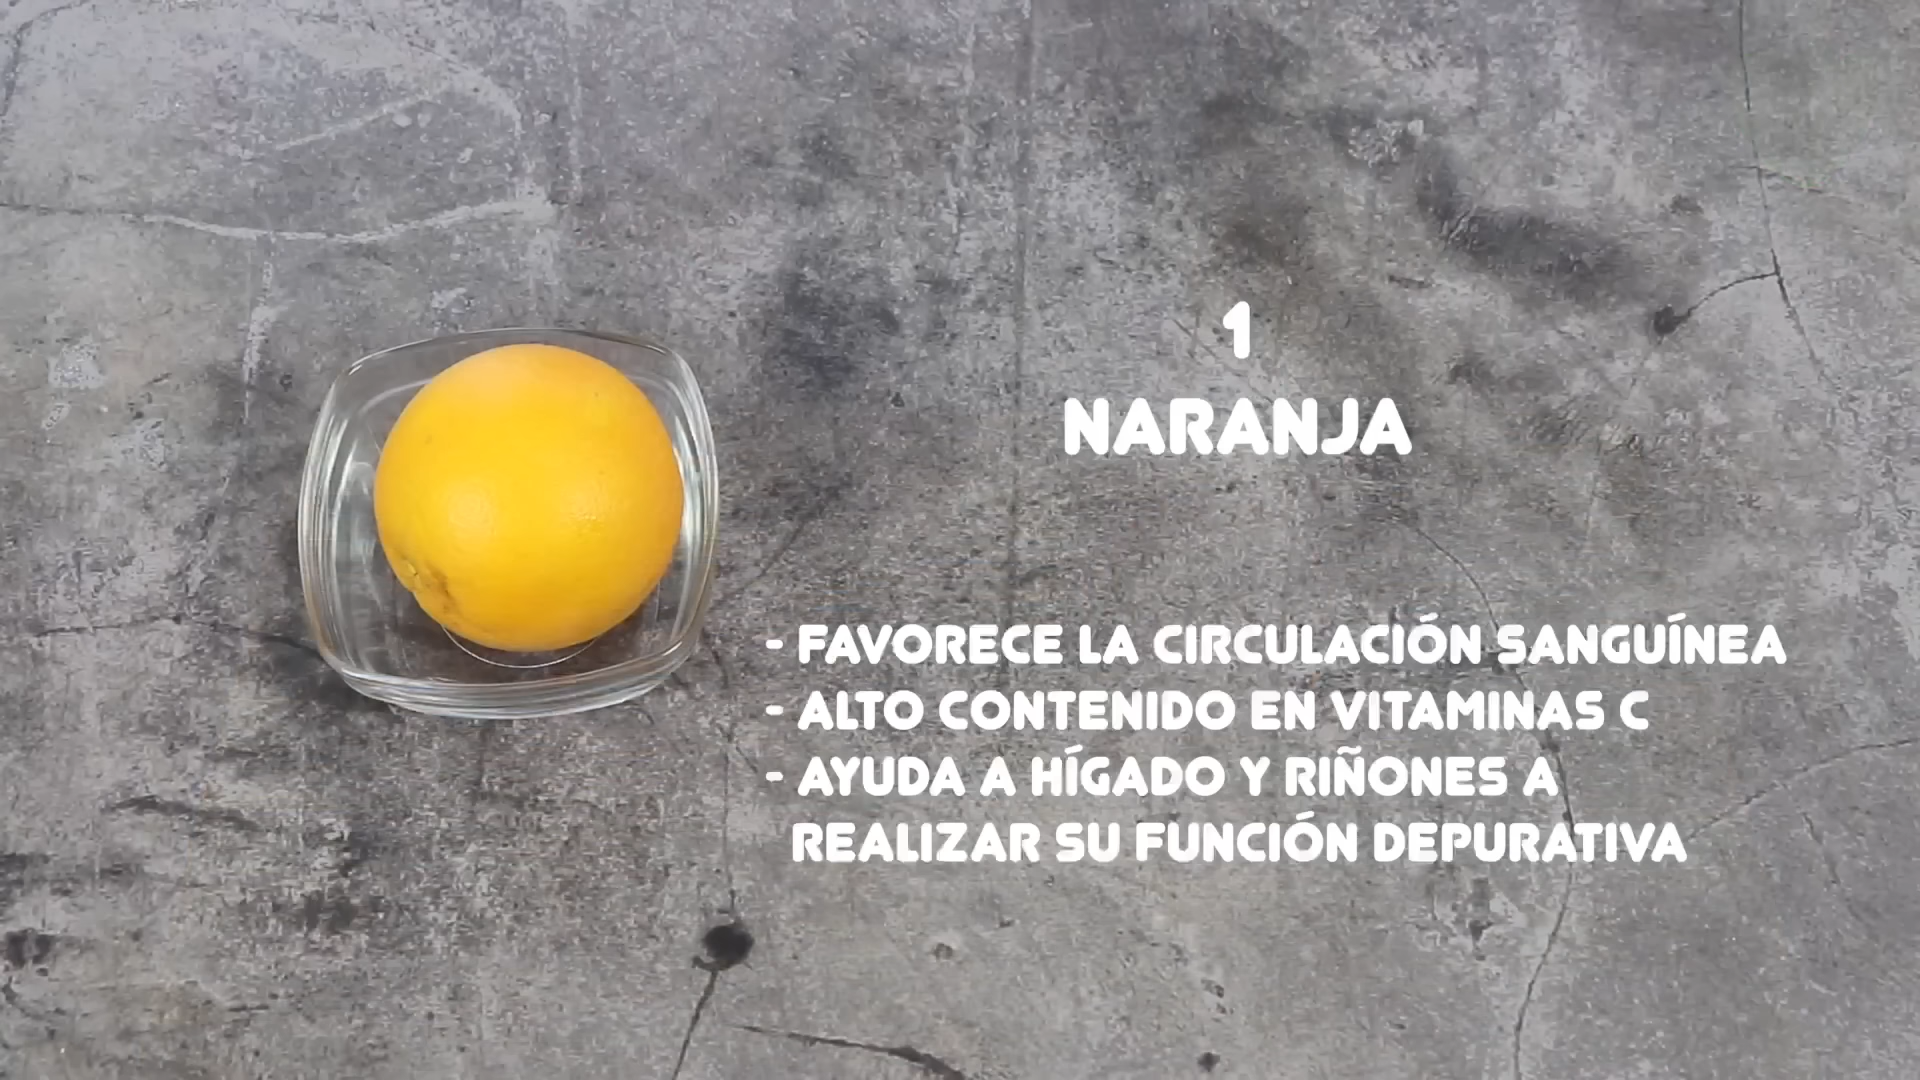 1
NARANJA
- FAVORECE LA CIRCULACIÓN SANGUÍNEA
- ALTO CONTENIDO EN VITAMINAS C
- AYUDA A HÍGADO Y RIÑONES A
REALIZAR SU FUNCIÓN DEPURATIVA